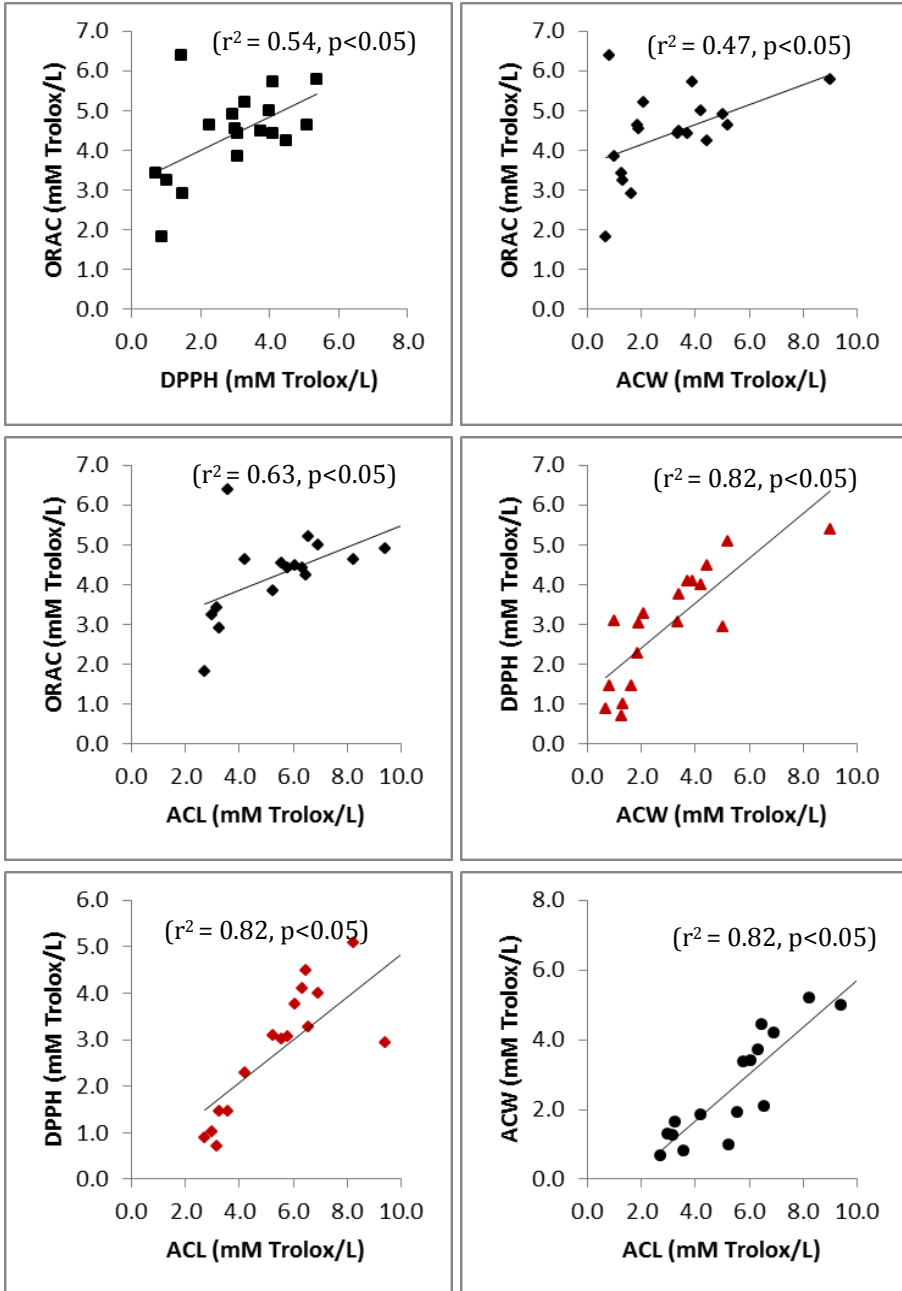 (r² = 0.54, p<0.05)
ORAC (mM Trolox/L)
7.0
6.0
5.0
4.0
3.0
2.0
1.0
0.0
0.0 2.0 4.0 6.0 8.0
DPPH (mM Trolox/L)
(r² = 0.47, p<0.05)
ORAC (mM Trolox/L)
7.0
6.0
5.0
4.0
3.0
2.0
1.0
0.0
0.0 2.0 4.0 6.0 8.0 10.0
ACW (mM Trolox/L)
(r² = 0.63, p<0.05)
ORAC (mM Trolox/L)
7.0
6.0
5.0
4.0
3.0
2.0
1.0
0.0
0.0 2.0 4.0 6.0 8.0 10.0
ACL (mM Trolox/L)
(r² = 0.82, p<0.05)
DPPH (mM Trolox/L)
7.0
6.0
5.0
4.0
3.0
2.0
1.0
0.0
0.0 2.0 4.0 6.0 8.0 10.0
ACW (mM Trolox/L)
(r² = 0.82, p<0.05)
DPPH (mM Trolox/L)
6.0
5.0
4.0
3.0
2.0
1.0
0.0
0.0 2.0 4.0 6.0 8.0 10.0
ACL (mM Trolox/L)
(r² = 0.82, p<0.05)
ACW (mM Trolox/L)
8.0
6.0
4.0
2.0
0.0
0.0 2.0 4.0 6.0 8.0 10.0
ACL (mM Trolox/L)